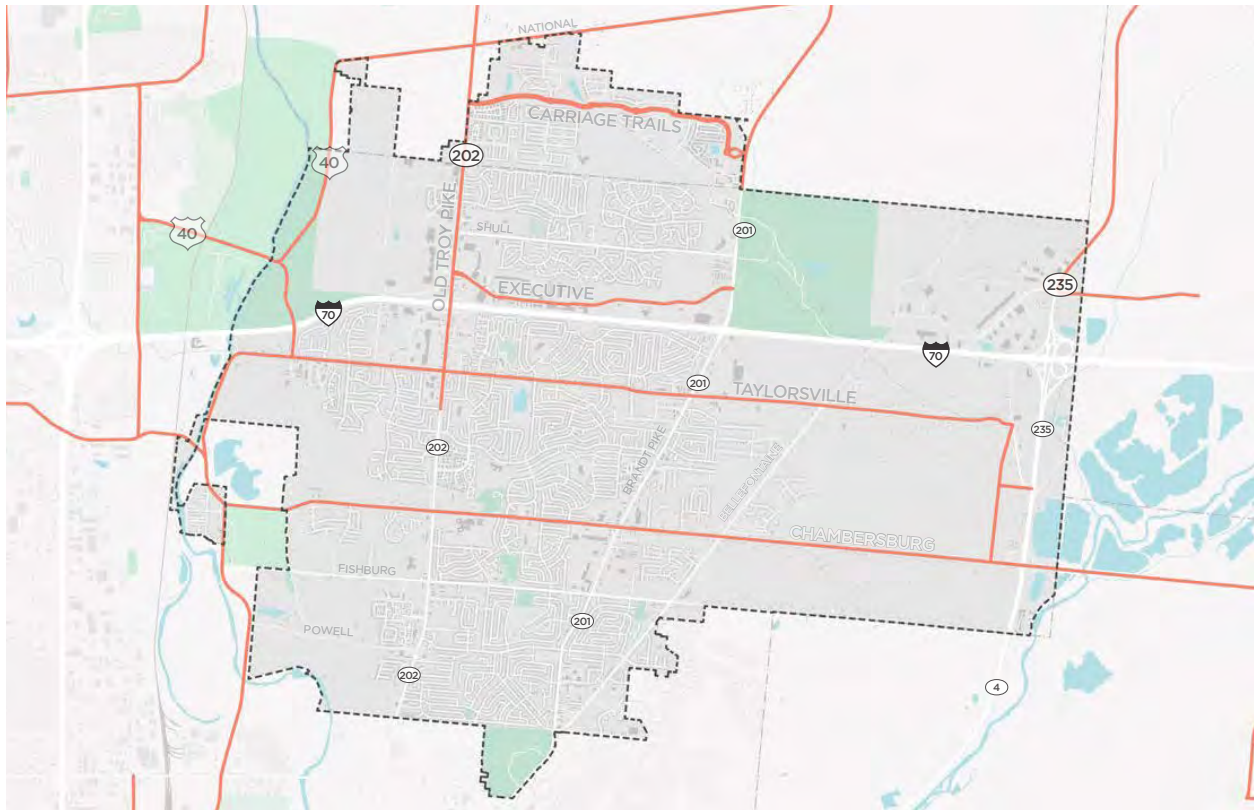 NATIONAL
CARRIAGE TRAILS
202
40
40
OLD TROY PIKE
SHULL
201
EXECUTIVE
235
70
70
201
TAYLORSVILLE
235
202
BRANDT PIKE
BELLEFONTAINE
CHAMBERSBURG
FISHBURG
201
POWELL
202
4